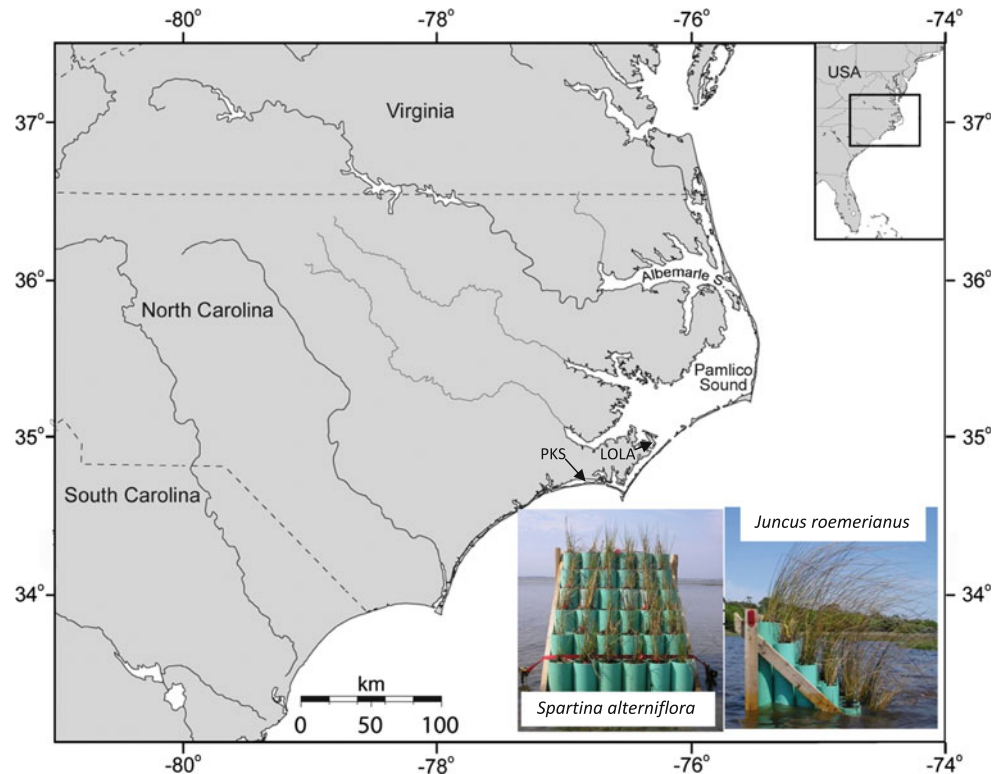 -80°
-78°
-76°
-74°
USA
Virginia
37°
37°
36°
36°
Albemarle S.
North Carolina
Pamlico
Sound
35°
35°
PKS
LOLA
South Carolina
Juncus roemerianus
34°
34°
km
0
50
100
Spartina alterniflora
-80°
-78°
-76°
-74°